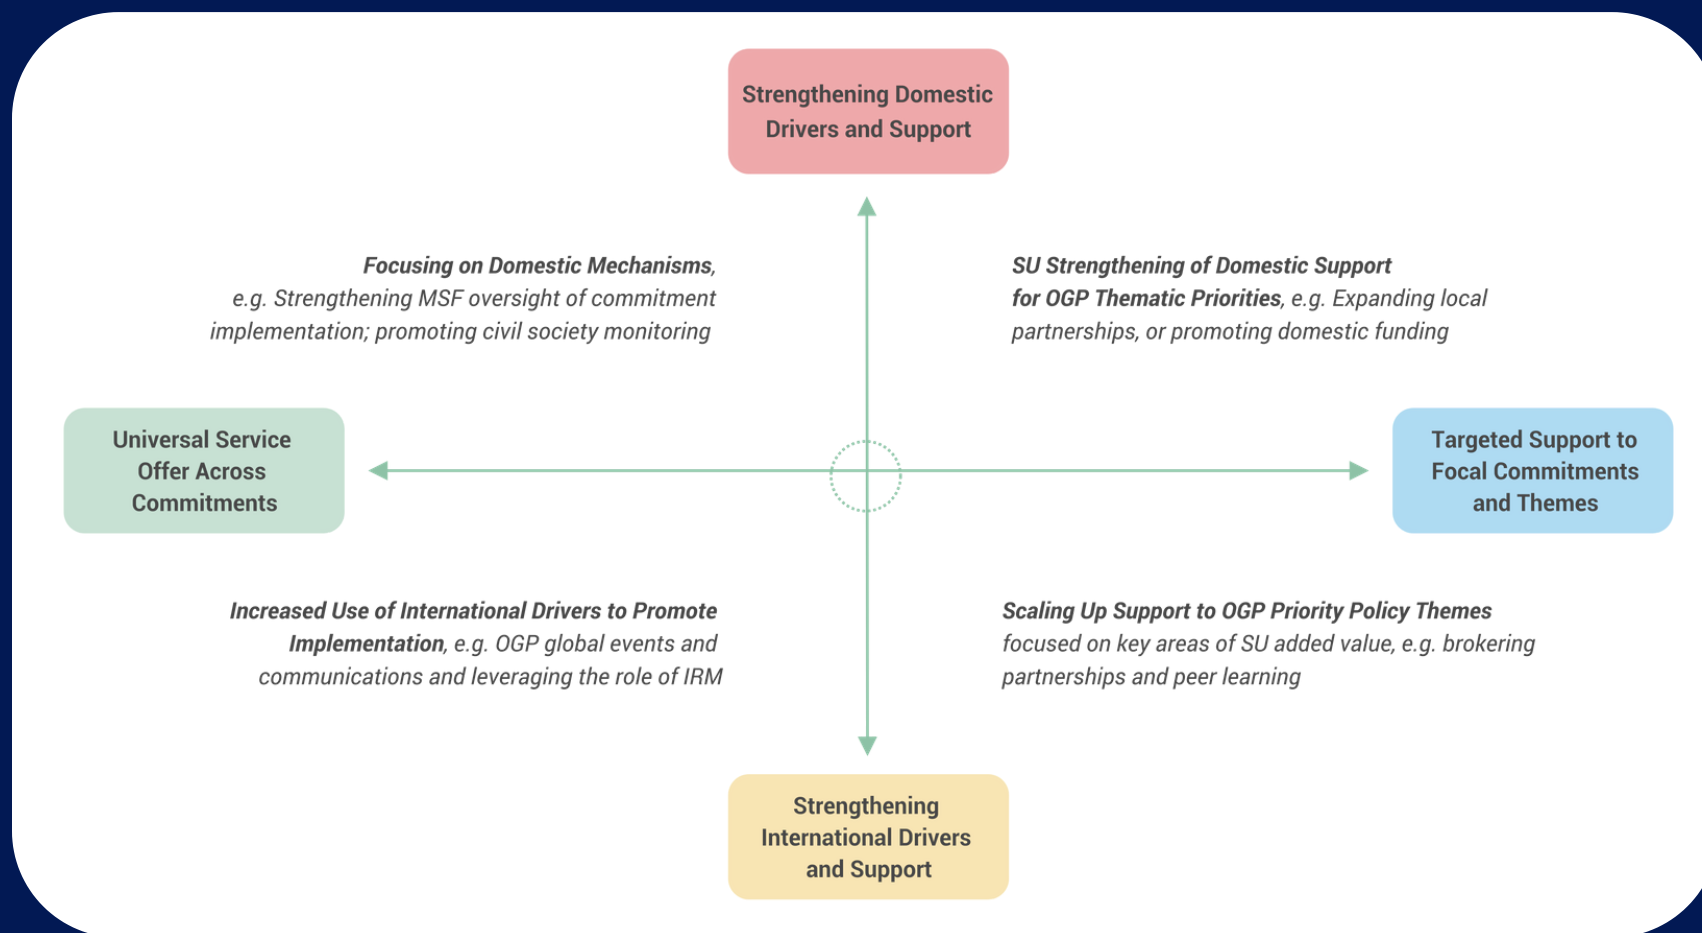 Strengthening Domestic
Drivers and Support
Focusing on Domestic Mechanisms,
e.g. Strengthening MSF oversight of commitment
implementation; promoting civil society monitoring
SU Strengthening of Domestic Support
for OGP Thematic Priorities, e.g. Expanding local
partnerships, or promoting domestic funding
Universal Service
Offer Across
Commitments
Targeted Support to
Focal Commitments
and Themes
Increased Use of International Drivers to Promote
Implementation, e.g. OGP global events and
communications and leveraging the role of IRM
Scaling Up Support to OGP Priority Policy Themes
focused on key areas of SU added value, e.g. brokering
partnerships and peer learning
Strengthening
International Drivers
and Support